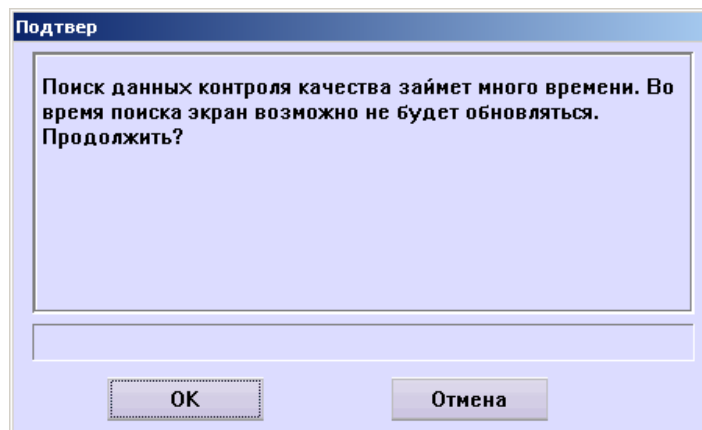 Подтвер
Поиск данных контроля качества займет много времени. Во
время поиска экран возможно не будет обновляться.
Продолжить?
OK
Отмена